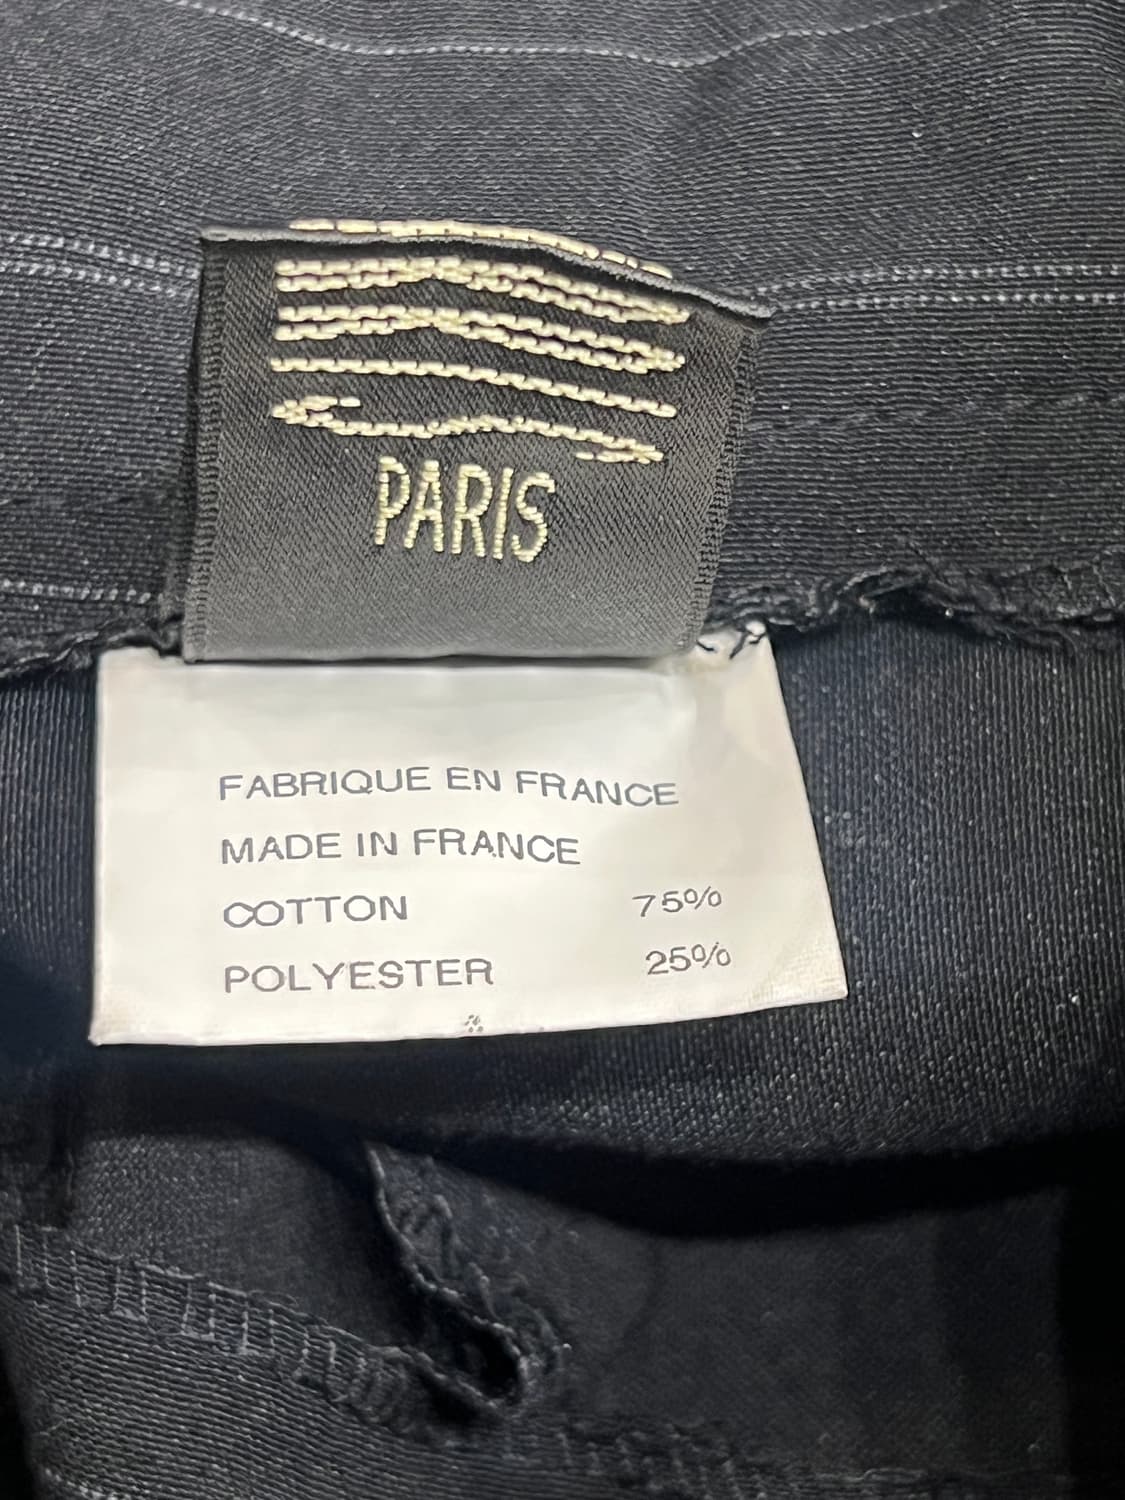 PARIS
FABRIQUE EN FRANCE
MADE IN FRANCE
COTTON 75%
POLYESTER 25%